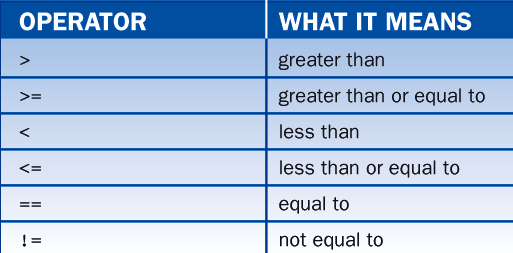 OPERATOR WHAT IT MEANS
> greater than
>= greater than or equal to
< less than
<= less than or equal to
== equal to
!= not equal to